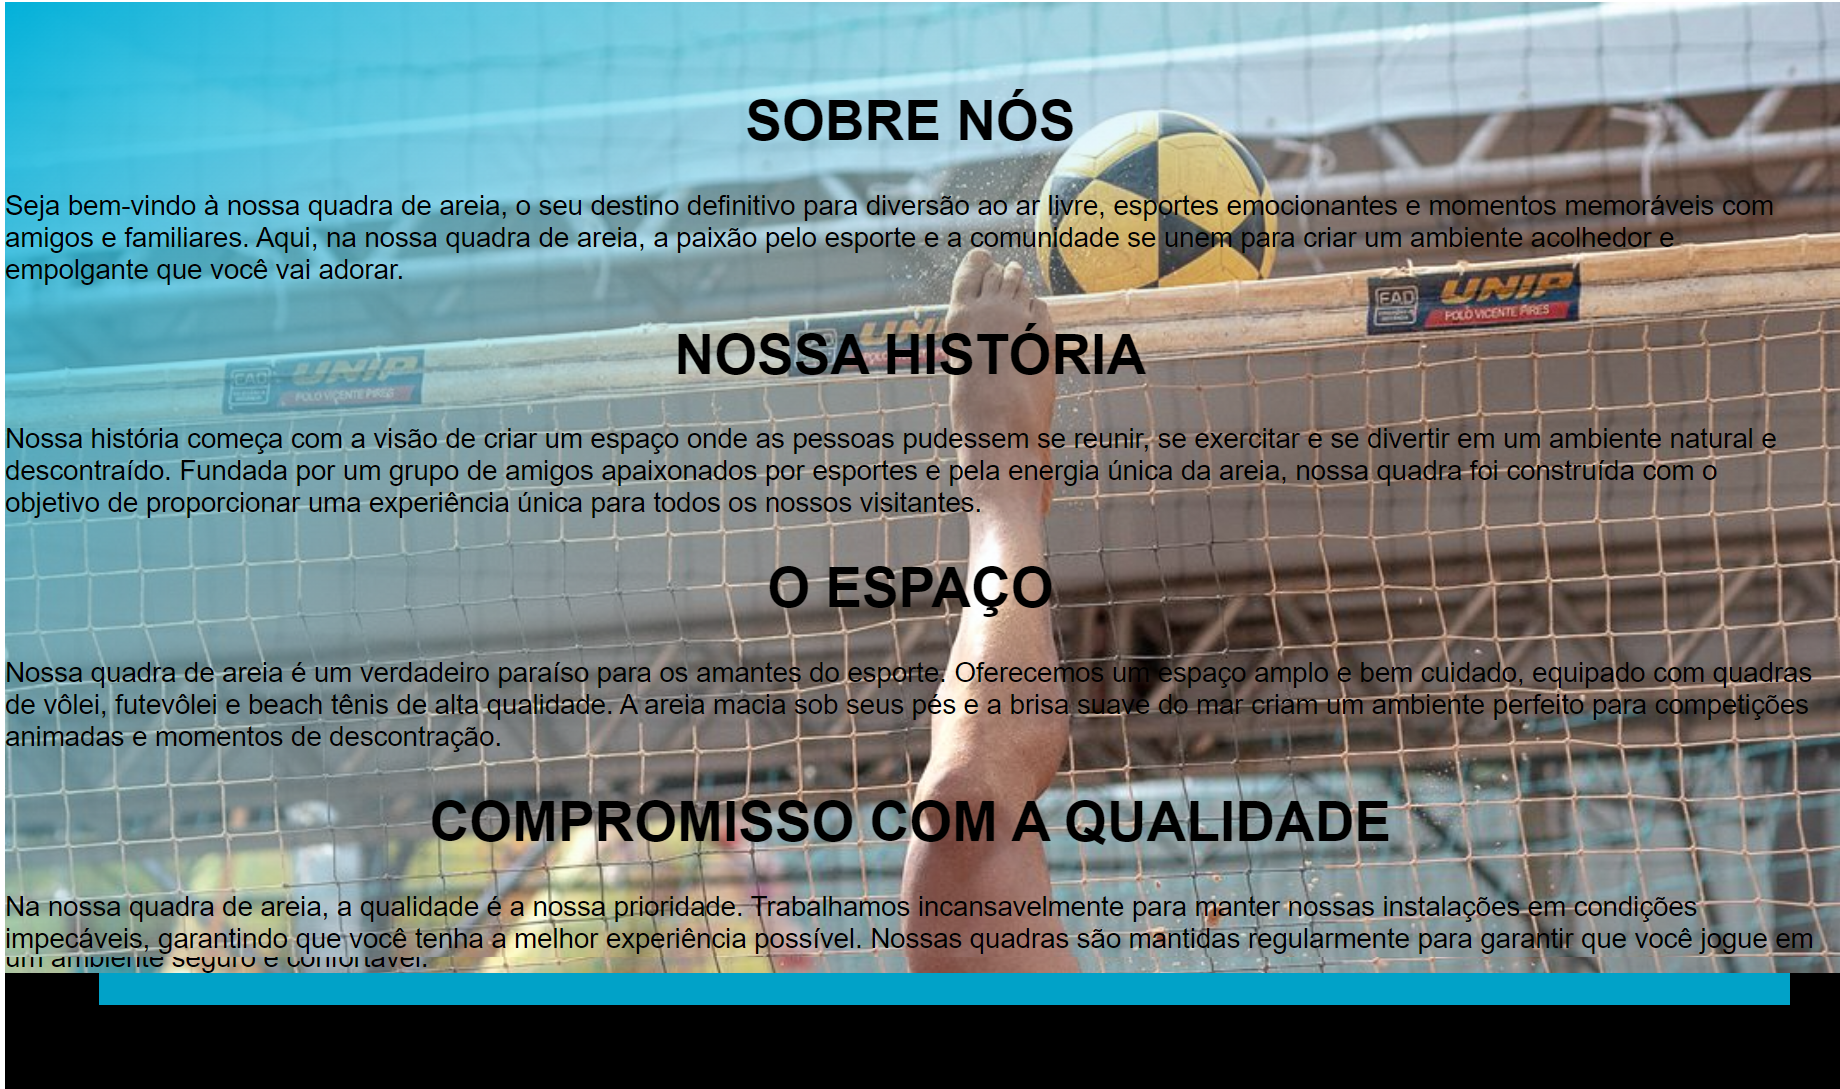 SOBRE NÓS
Seja bem-vindo à nossa quadra de areia, o seu destino definitivo para diversão ao ar livre, esportes emocionantes e momentos memoráveis com
amigos e familiares. Aqui, na nossa quadra de areia, a paixão pelo esporte e a comunidade se unem para criar um ambiente acolhedor e
empolgante que você vai adorar.
FAD UNIP
POLO VICENTE PIRES
UNI
NOSSA HISTÓRIA
FAD UNIP
POLO VICENTE PIRES
Nossa história começa com a visão de criar um espaço onde as pessoas pudessem se reunir, se exercitar e se divertir em um ambiente natural e
descontraído. Fundada por um grupo de amigos apaixonados por esportes e pela energia única da areia, nossa quadra foi construída com o
objetivo de proporcionar uma experiência única para todos os nossos visitantes.
O ESPAÇO
Nossa quadra de areia é um verdadeiro paraíso para os amantes do esporte. Oferecemos um espaço amplo e bem cuidado, equipado com quadras
de vôlei, futevôlei e beach tênis de alta qualidade. A areia macia sob seus pés e a brisa suave do mar criam um ambiente perfeito para competições
animadas e momentos de descontração.
COMPROMISSO COM A QUALIDADE
Na nossa quadra de areia, a qualidade é a nossa prioridade. Trabalhamos incansavelmente para manter nossas instalações em condições
impecáveis, garantindo que você tenha a melhor experiência possível. Nossas quadras são mantidas regularmente para garantir que você jogue em
um ambiente seguro e confortável.